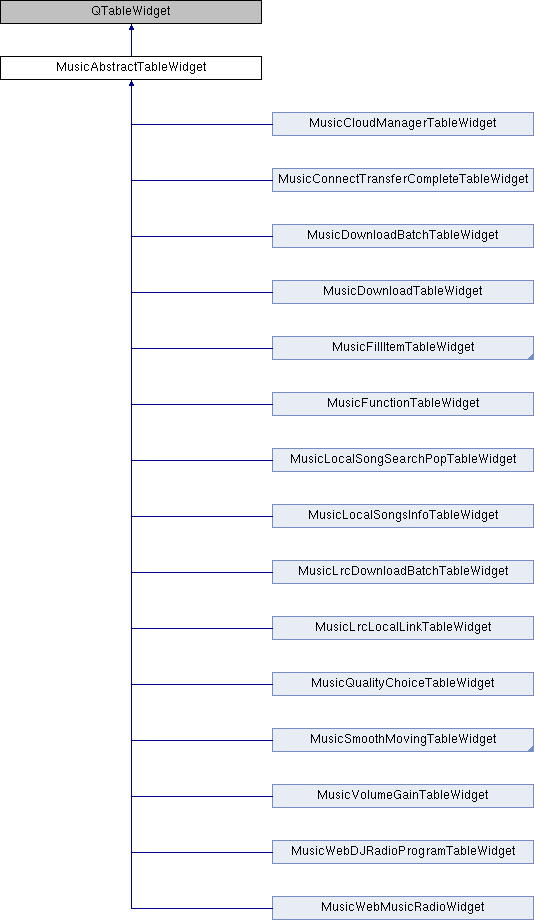 QTableWidget
MusicAbstractTableWidget
MusicCloudManagerTableWidget
MusicConnectTransferCompleteTableWidget
MusicDownloadBatchTableWidget
MusicDownloadTableWidget
MusicFillItemTableWidget
MusicFunctionTableWidget
MusicLocalSongSearchPopTableWidget
MusicLocalSongsInfoTableWidget
MusicLrcDownloadBatchTableWidget
MusicLrcLocalLinkTableWidget
MusicQualityChoiceTableWidget
MusicSmoothMovingTableWidget
MusicVolumeGainTableWidget
MusicWebDJRadioProgramTableWidget
MusicWebMusicRadioWidget